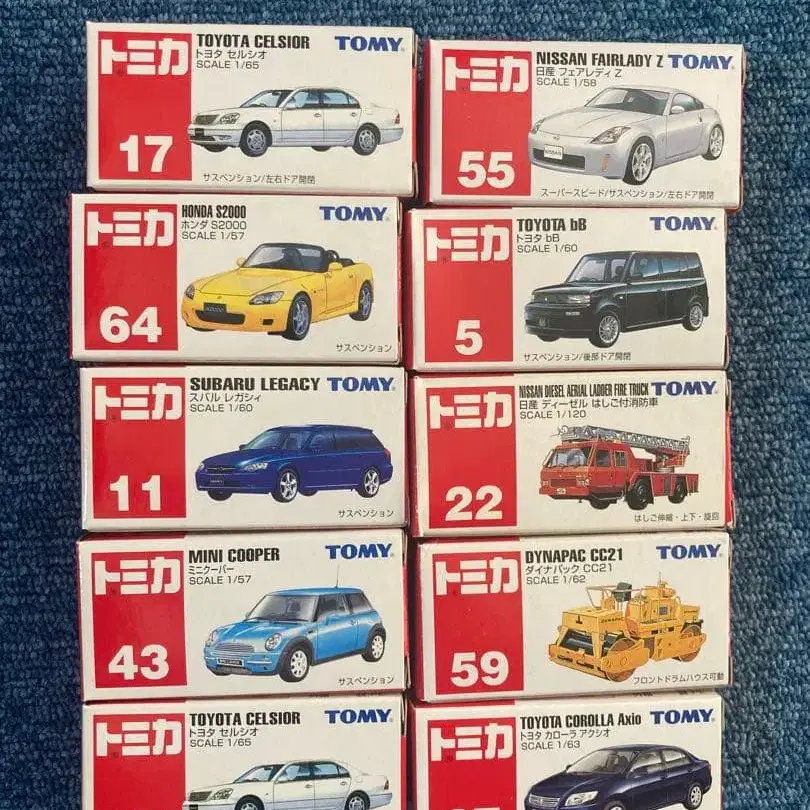 トミカ
17
TOYOTA CELSIOR
トヨタ セルシオ
SCALE 1/65
TOMY
サスペンション/左右ドア開閉
トミカ
55
NISSAN FAIRLADY Z
日産 フェアレディ Z
SCALE 1/58
TOMY
スーパースピード/サスペンション/左右ドア開閉
トミカ
64
HONDA S2000
ホンダ S2000
SCALE 1/57
TOMY
サスペンション
トミカ
5
TOYOTA bB
トヨタ bB
SCALE 1/60
TOMY
サスペンション/後部ドア開閉
トミカ
11
SUBARU LEGACY
スバル レガシィ
SCALE 1/60
TOMY
サスペンション
トミカ
22
NISSAN DIESEL AERIAL LADDER FIRE TRUCK
日産 ディーゼル はしご付消防車
SCALE 1/120
TOMY
はしご伸縮・上下・旋回
トミカ
43
MINI COOPER
ミニクーパー
SCALE 1/57
TOMY
サスペンション
トミカ
59
DYNAPAC CC21
ダイナパック CC21
SCALE 1/62
TOMY
DYNAPAC
フロントドラムハウス可動
トミカ
TOYOTA CELSIOR
トヨタ セルシオ
SCALE 1/65
TOMY
トミカ
TOYOTA COROLLA Axio
トヨタ カローラ アクシオ
SCALE 1/63
TOMY